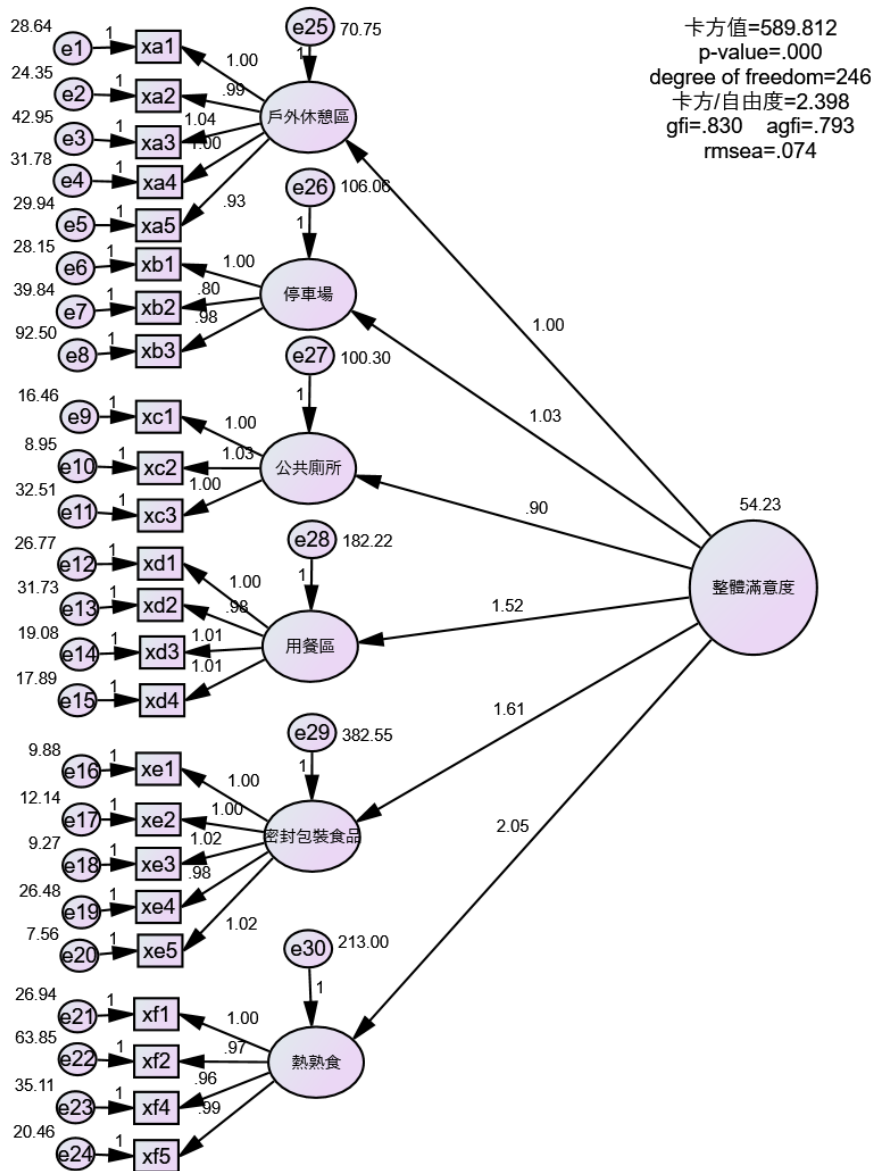 卡方值=589.812
p-value=.000
degree of freedom=246
卡方/自由度=2.398
gfi=.830 agfi=.793
rmsea=.074
28.64
e1
1
xa1
24.35
e2
1
xa2
42.95
e3
1
xa3
31.78
e4
1
xa4
29.94
e5
1
xa5
e25
70.75
1
1.00
.99
1.04
1.00
.93
戶外休憩區
28.15
e6
1
xb1
39.84
e7
1
xb2
92.50
e8
1
xb3
e26
106.06
1
1.00
.80
.98
停車場
16.46
e9
1
xc1
8.95
e10
1
xc2
32.51
e11
1
xc3
e27
100.30
1
1.00
1.03
1.00
公共廁所
26.77
e12
1
xd1
31.73
e13
1
xd2
19.08
e14
1
xd3
17.89
e15
1
xd4
e28
182.22
1
1.00
.98
1.01
1.01
用餐區
9.88
e16
1
xe1
12.14
e17
1
xe2
9.27
e18
1
xe3
26.48
e19
1
xe4
7.56
e20
1
xe5
e29
382.55
1
1.00
1.00
1.02
.98
1.02
密封包裝食品
26.94
e21
1
xf1
63.85
e22
1
xf2
35.11
e23
1
xf4
20.46
e24
1
xf5
e30
213.00
1
1.00
.97
.96
.99
熱熟食
1.00
1.03
.90
1.52
1.61
2.05
54.23
整體滿意度